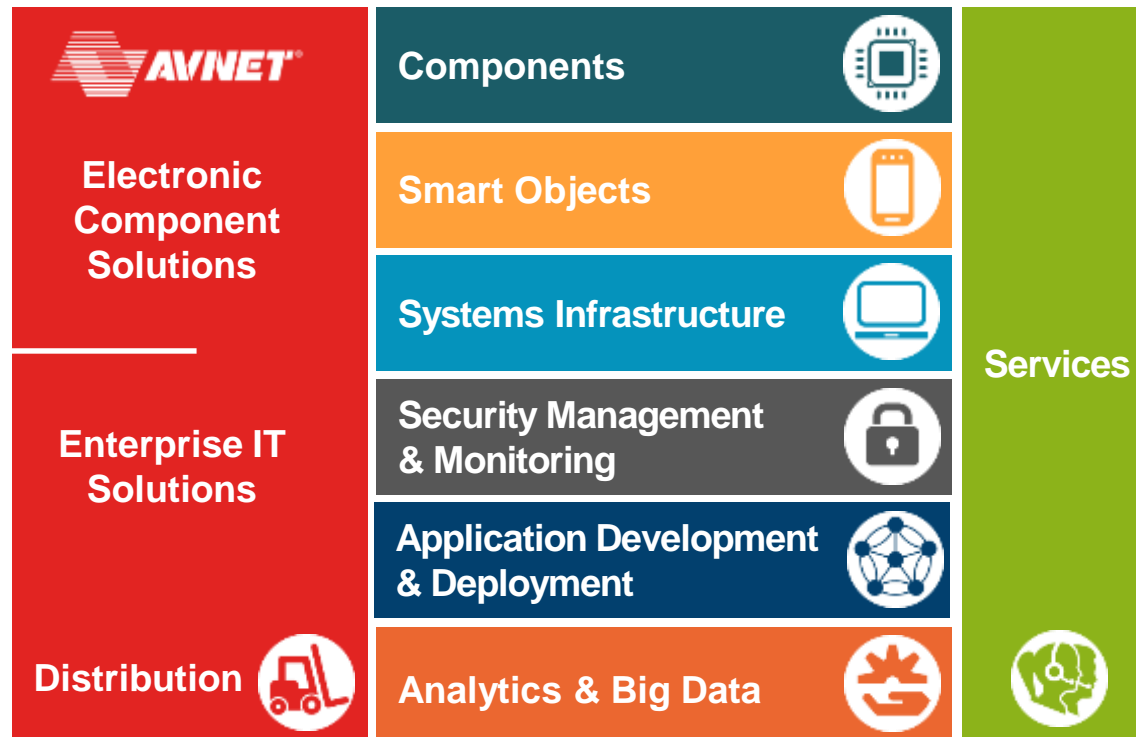 AVNET®
Electronic
Component
Solutions
Enterprise IT
Solutions
Distribution
Components
Smart Objects
Systems Infrastructure
Security Management
& Monitoring
Application Development
& Deployment
Analytics & Big Data
Services